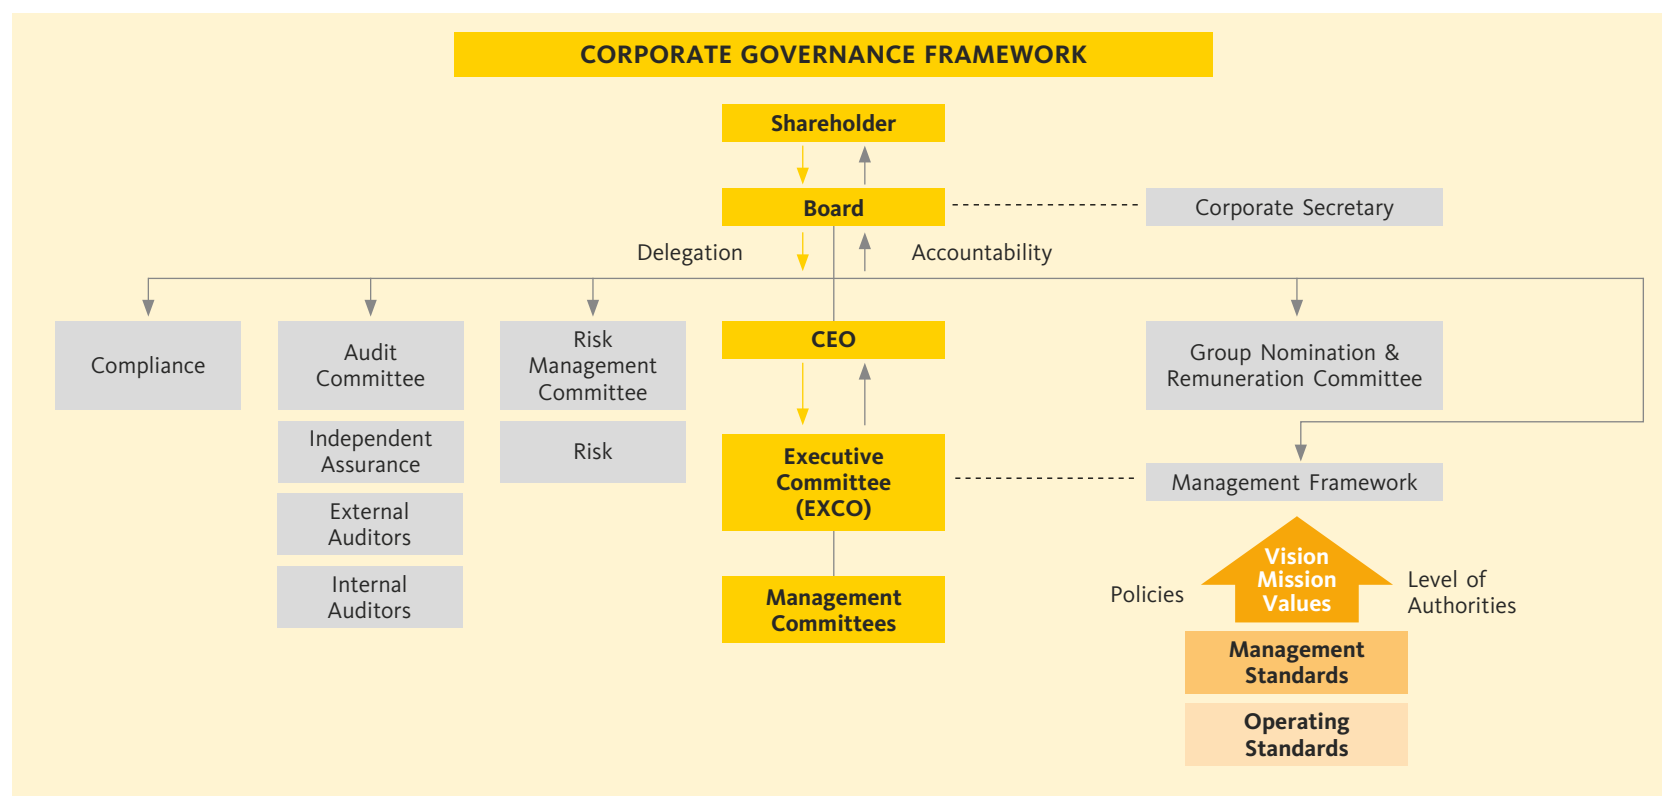 CORPORATE GOVERNANCE FRAMEWORK
Shareholder
Board
Corporate Secretary
Delegation
Accountability
Compliance
Audit
Committee
Risk
Management
Committee
CEO
Group Nomination &
Remuneration Committee
Independent
Assurance
Risk
Executive
Committee
(EXCO)
Management Framework
External
Auditors
Internal
Auditors
Management
Committees
Policies
Vision
Mission
Values
Level of
Authorities
Management
Standards
Operating
Standards